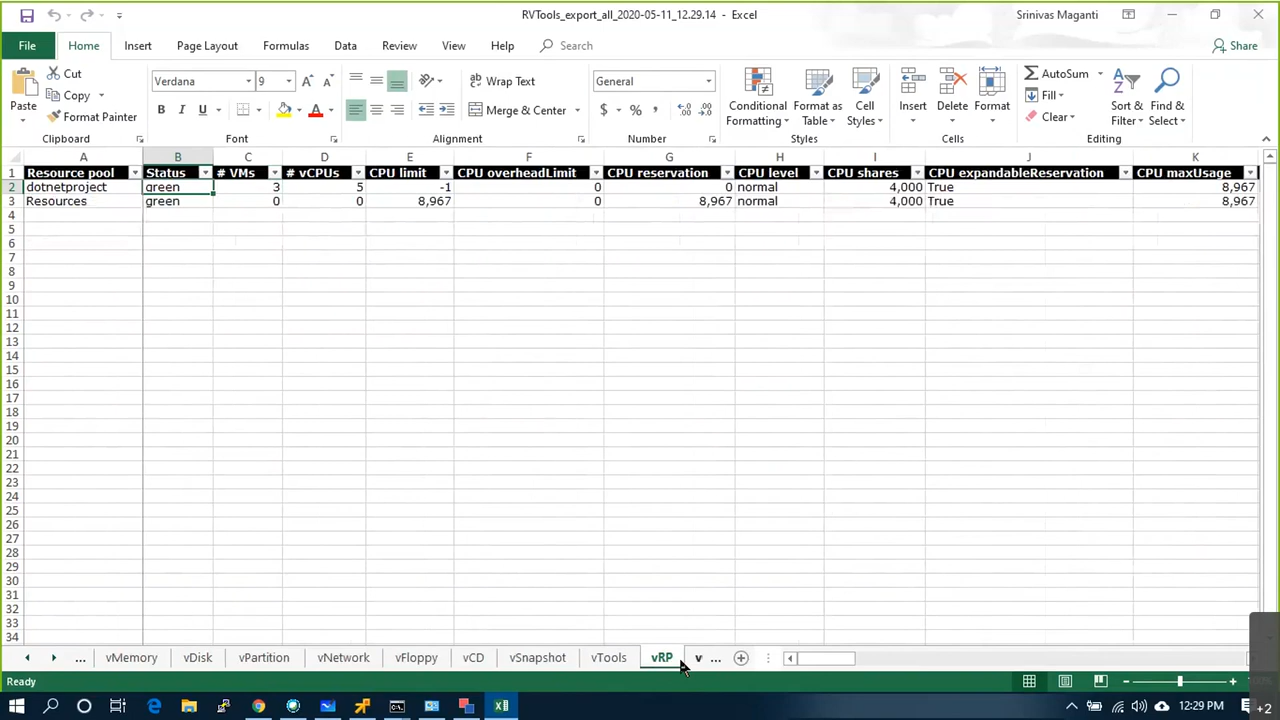 RVTools_export_all_2020-05-11_12.29.14 - Excel
Srinivas Maganti
File Home Insert Page Layout Formulas Data Review View Help Search Share
Paste
Cut
Copy
Format Painter
Clipboard
Verdana 9
B I U A
Font
Wrap Text
Merge & Center
Alignment
General
$ % ,
Number
Conditional Formatting
Format as Table
Cell Styles
Styles
Insert Delete Format
Cells
AutoSum
Fill
Clear
Sort & Filter
Find & Select
Editing
A B C D E F G H I J K
1 Resource pool Status # VMs # vCPUs CPU limit CPU overheadLimit CPU reservation CPU level CPU shares CPU expandableReservation CPU maxUsage
2 dotnetproject green 3 5 -1 0 0 normal 4,000 True 8,967
3 Resources green 0 0 8,967 0 8,967 normal 4,000 True 8,967
4
5
6
7
8
9
10
11
12
13
14
15
16
17
18
19
20
21
22
23
24
25
26
27
28
29
30
31
32
33
34
... vMemory vDisk vPartition vNetwork vFloppy vCD vSnapshot vTools vRP v ...
Ready
12:29 PM
+2